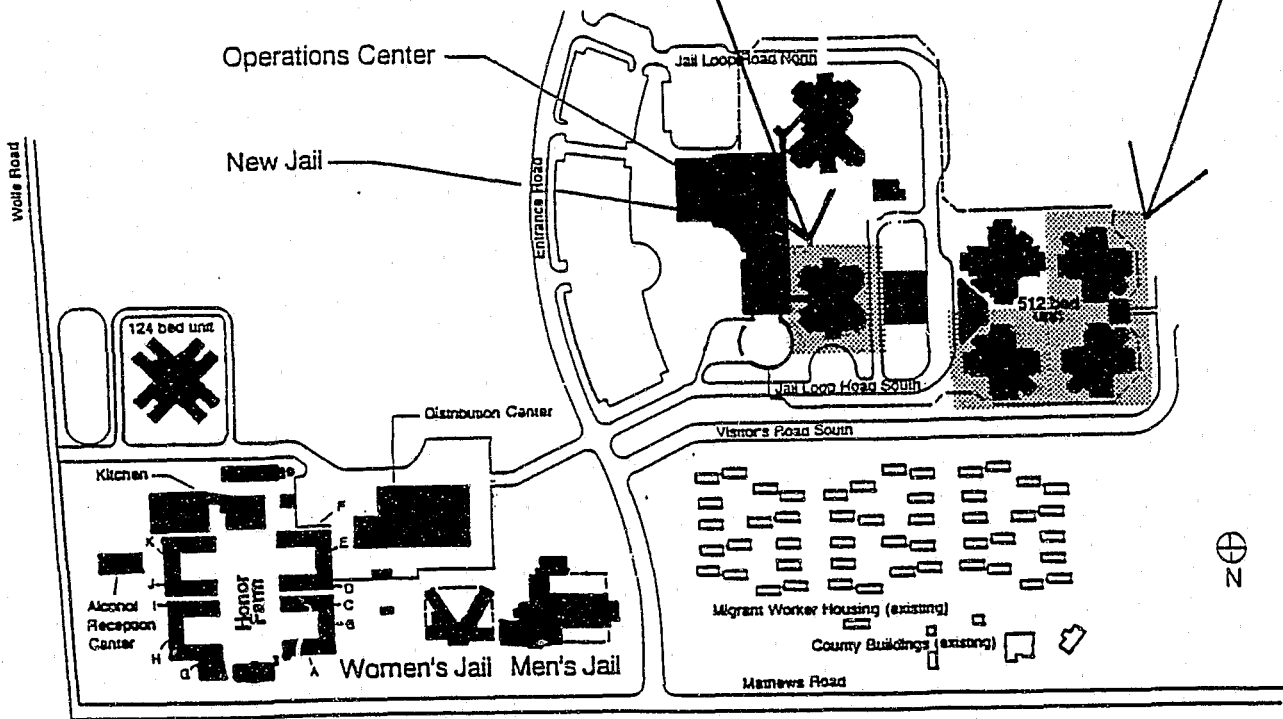 Operations Center
Jail Loop Road North
New Jail
Wolfe Road
Entrance Road
124 bed unit
512 bed
unit
Jail Loop Road South
Distribution Center
Visitor's Road South
Kitchen
F
K
E
J
D
I
C
B
Alcohol
Reception
Center
Honor
Farm
H
G
A
Women's Jail
Men's Jail
Migrant Worker Housing (existing)
County Buildings (existing)
Mathews Road
N